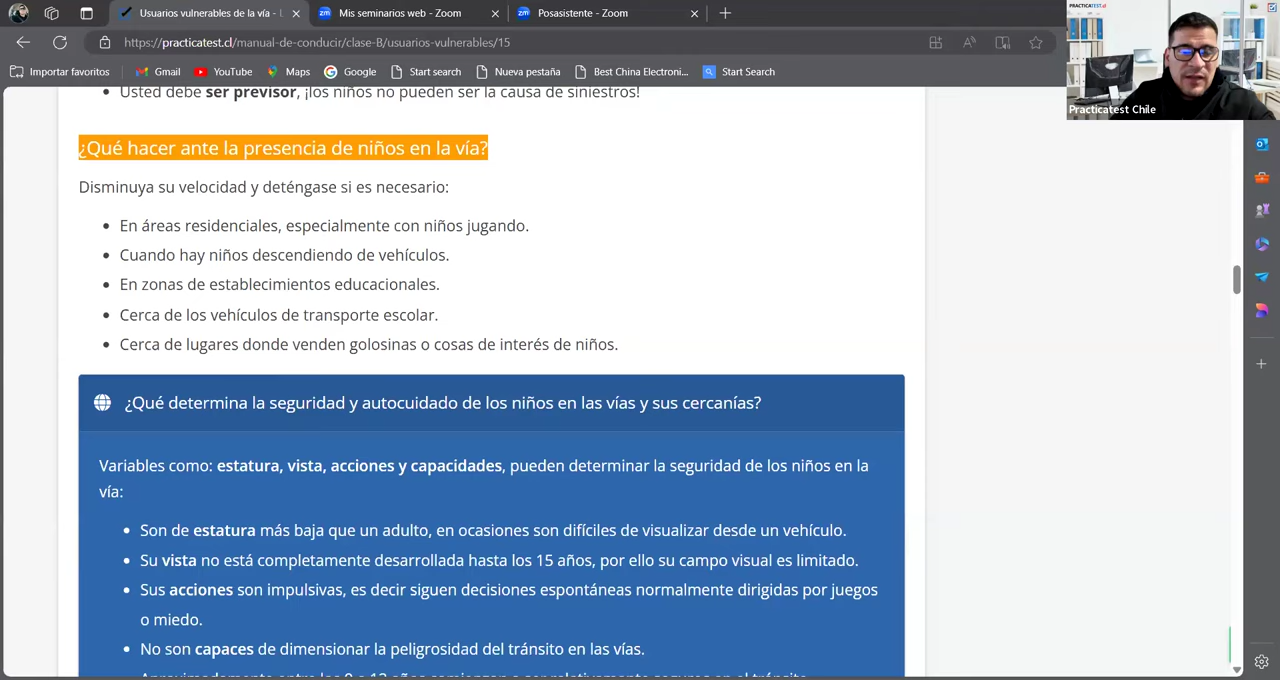 Usuarios vulnerables de la vía - L
Mis seminarios web - Zoom
Posasistente - Zoom
https://practicatest.cl/manual-de-conducir/clase-B/usuarios-vulnerables/15
Importar favoritos
Gmail
YouTube
Maps
Google
Start search
Nueva pestaña
Best China Electroni...
Start Search
PRACTICATEST.cl
Practicatest Chile
• Usted debe ser previsor, ¡los niños no pueden ser la causa de siniestros!
¿Qué hacer ante la presencia de niños en la vía?
Disminuya su velocidad y deténgase si es necesario:
• En áreas residenciales, especialmente con niños jugando.
• Cuando hay niños descendiendo de vehículos.
• En zonas de establecimientos educacionales.
• Cerca de los vehículos de transporte escolar.
• Cerca de lugares donde venden golosinas o cosas de interés de niños.
¿Qué determina la seguridad y autocuidado de los niños en las vías y sus cercanías?
Variables como: estatura, vista, acciones y capacidades, pueden determinar la seguridad de los niños en la
vía:
• Son de estatura más baja que un adulto, en ocasiones son difíciles de visualizar desde un vehículo.
• Su vista no está completamente desarrollada hasta los 15 años, por ello su campo visual es limitado.
• Sus acciones son impulsivas, es decir siguen decisiones espontáneas normalmente dirigidas por juegos
o miedo.
• No son capaces de dimensionar la peligrosidad del tránsito en las vías.